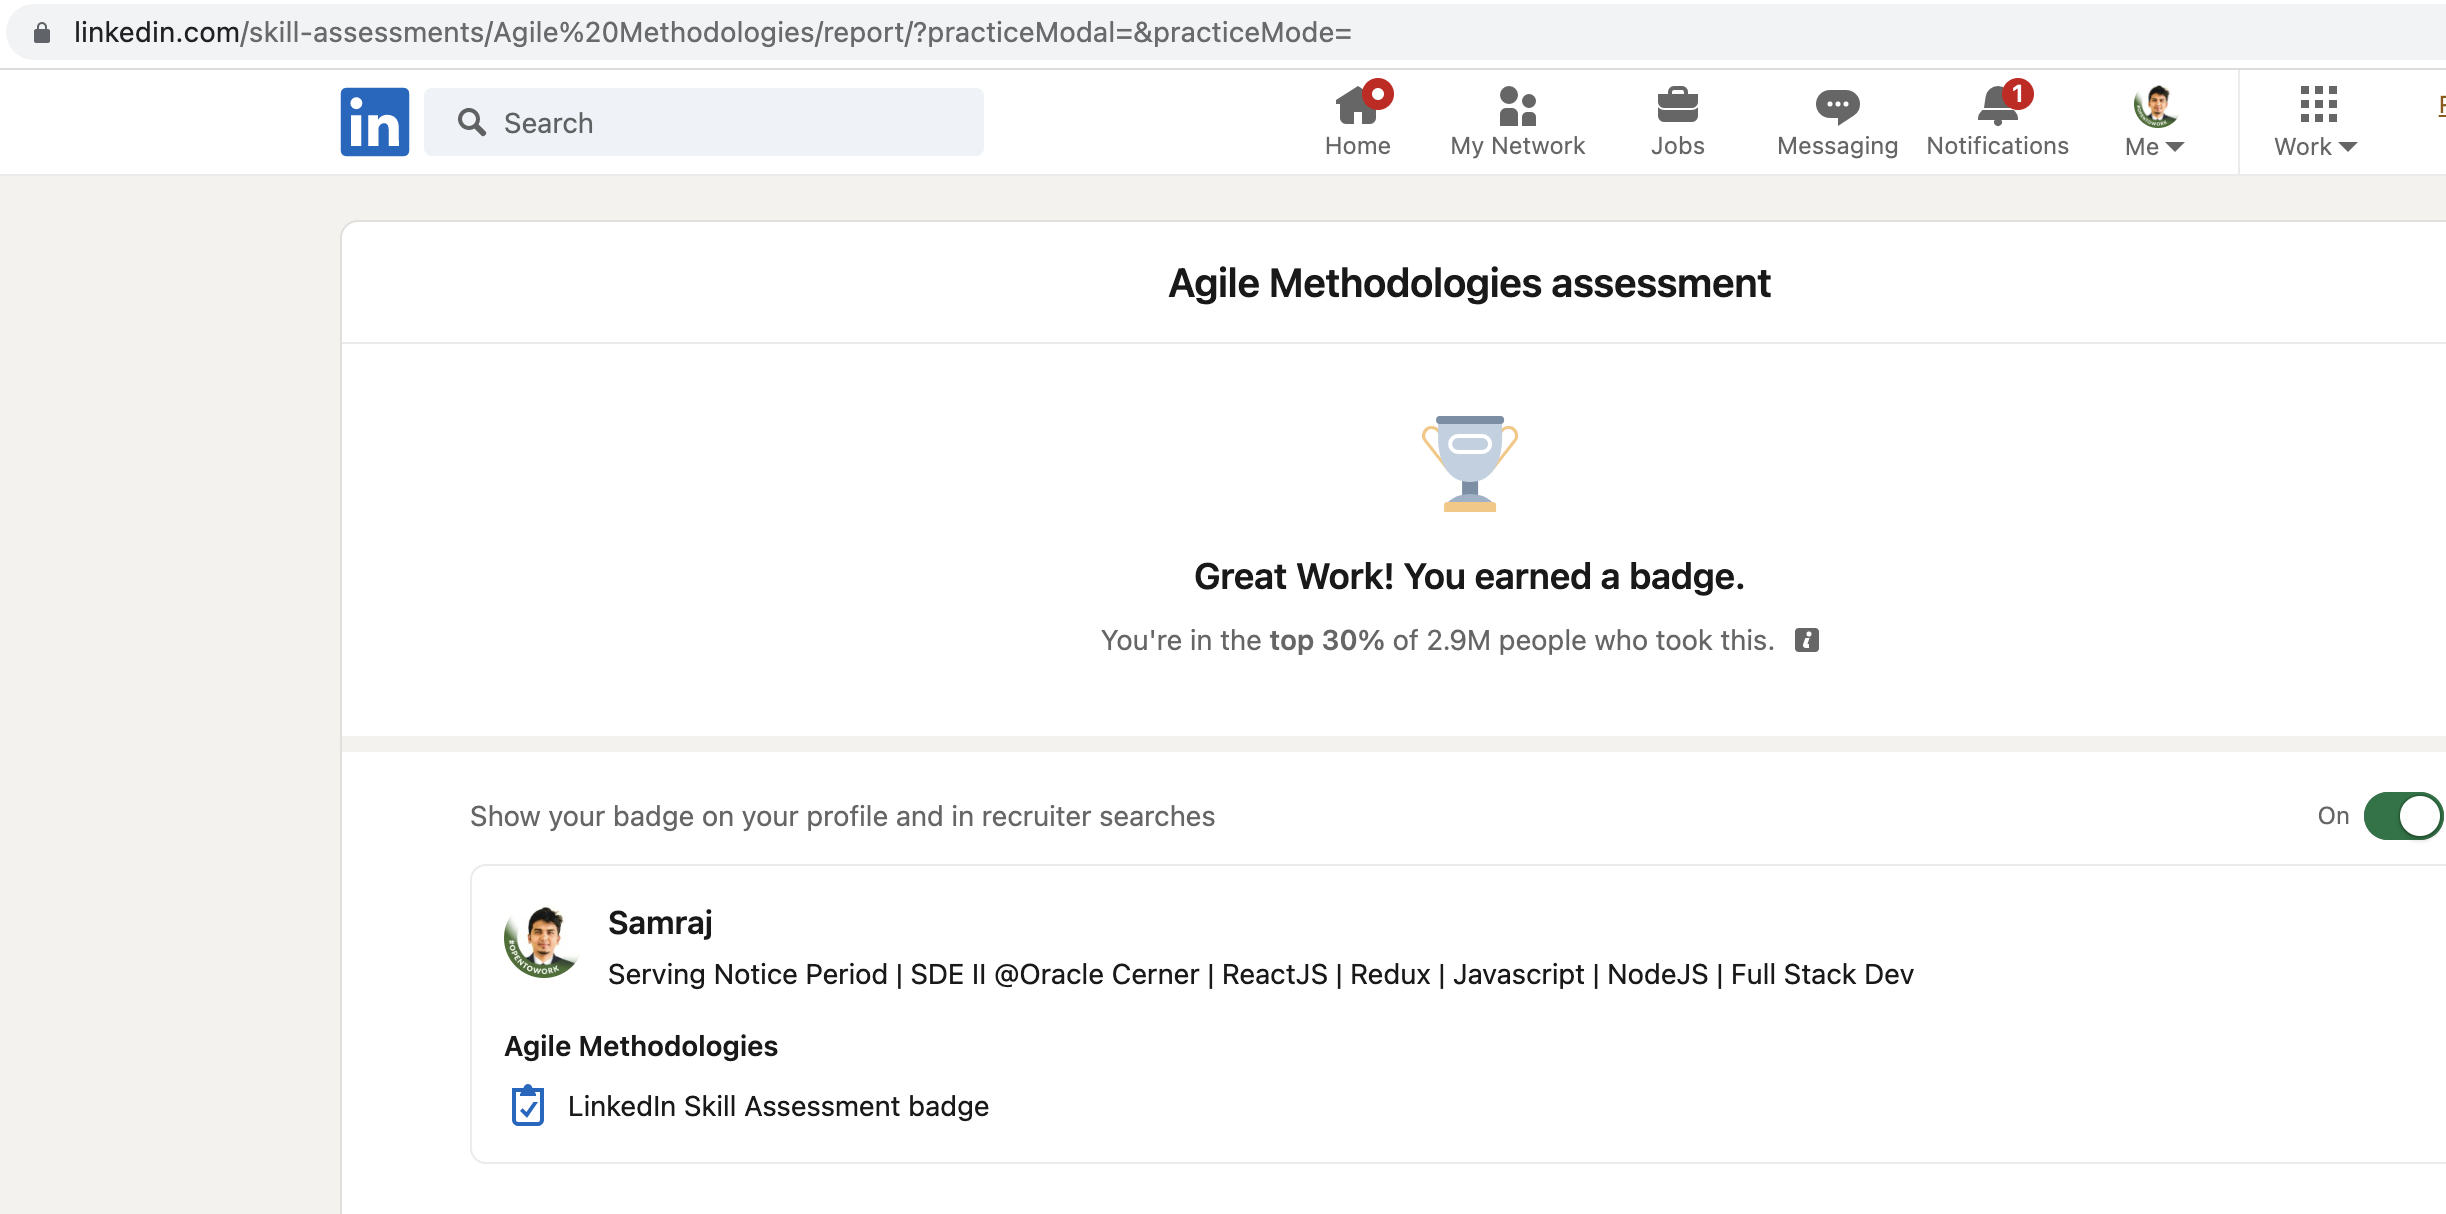 linkedin.com/skill-assessments/Agile%20Methodologies/report/?practiceModal=&practiceMode=
in
Search
Home
My Network
Jobs
Messaging
1
Notifications
Me
Work
Agile Methodologies assessment
Great Work! You earned a badge.
You're in the top 30% of 2.9M people who took this.
Show your badge on your profile and in recruiter searches
On
#OPENTOWORK
Samraj
Serving Notice Period | SDE II @Oracle Cerner | ReactJS | Redux | Javascript | NodeJS | Full Stack Dev
Agile Methodologies
LinkedIn Skill Assessment badge